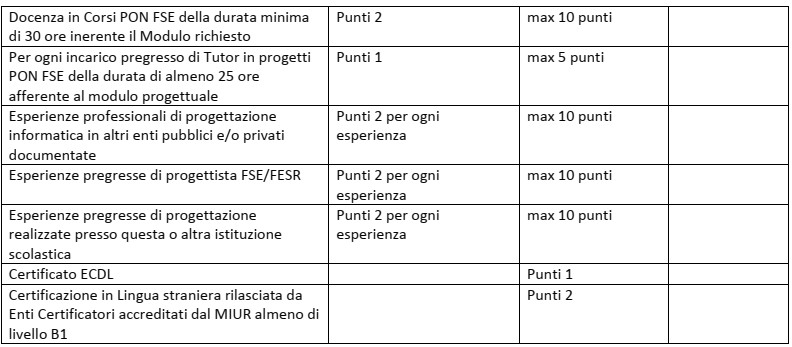 Docenza in Corsi PON FSE della durata minima di 30 ore inerente il Modulo richiesto | Punti 2 | max 10 punti
Per ogni incarico pregresso di Tutor in progetti PON FSE della durata di almeno 25 ore afferente al modulo progettuale | Punti 1 | max 5 punti
Esperienze professionali di progettazione informatica in altri enti pubblici e/o privati documentate | Punti 2 per ogni esperienza | max 10 punti
Esperienze pregresse di progettista FSE/FESR | Punti 2 per ogni esperienza | max 10 punti
Esperienze pregresse di progettazione realizzate presso questa o altra istituzione scolastica | Punti 2 per ogni esperienza | max 10 punti
Certificato ECDL | Punti 1
Certificazione in Lingua straniera rilasciata da Enti Certificatori accreditati dal MIUR almeno di livello B1 | Punti 2